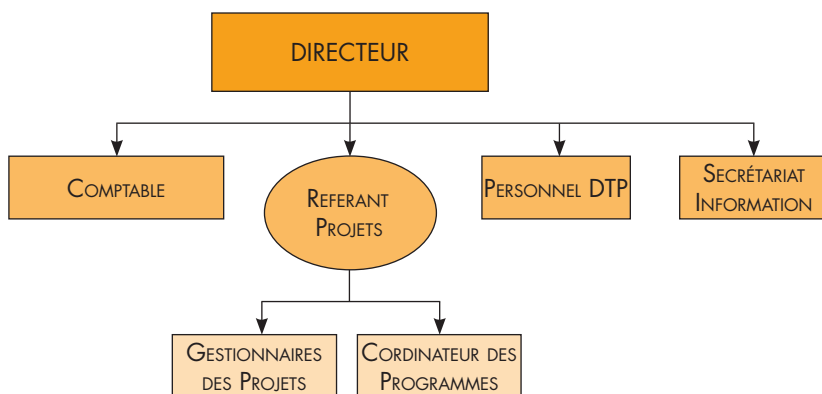 DIRECTEUR
COMPTABLE
REFERANT
PROJETS
PERSONNEL DTP
SECRÉTARIAT
INFORMATION
GESTIONNAIRES
DES PROJETS
CORDINATEUR DES
PROGRAMMES